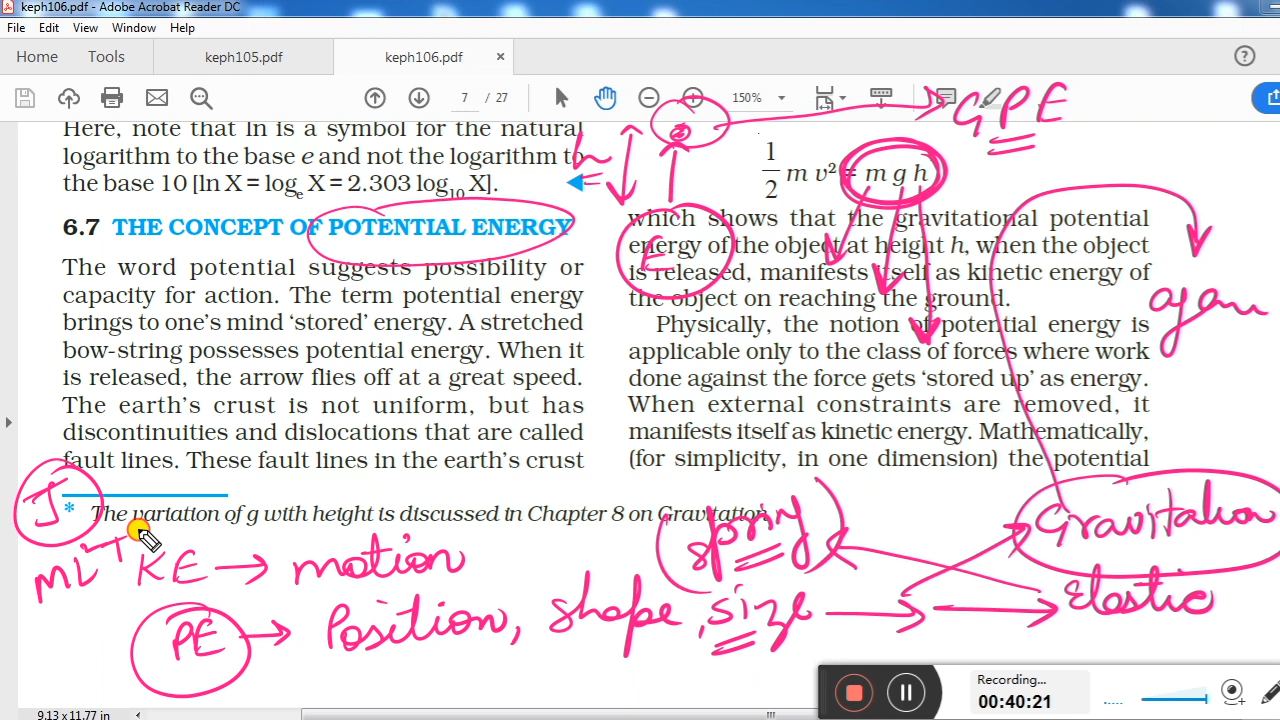 keph106.pdf - Adobe Acrobat Reader DC
File Edit View Window Help
Home Tools keph105.pdf keph106.pdf ×
7 / 27 150%
Here, note that ln is a symbol for the natural
logarithm to the base e and not the logarithm to
the base 10 [ln X = logₑ X = 2.303 log₁₀ X].
6.7 THE CONCEPT OF POTENTIAL ENERGY
The word potential suggests possibility or
capacity for action. The term potential energy
brings to one's mind 'stored' energy. A stretched
bow-string possesses potential energy. When it
is released, the arrow flies off at a great speed.
The earth's crust is not uniform, but has
discontinuities and dislocations that are called
fault lines. These fault lines in the earth's crust
* The variation of g with height is discussed in Chapter 8 on Gravitation
h
E
GPE
1/2 m v² = m g h
which shows that the gravitational potential
energy of the object at height h, when the object
is released, manifests itself as kinetic energy of
the object on reaching the ground.
Physically, the notion of potential energy is
applicable only to the class of forces where work
done against the force gets 'stored up' as energy.
When external constraints are removed, it
manifests itself as kinetic energy. Mathematically,
(for simplicity, in one dimension) the potential
J
KE → motion
PE → Position, shape, size
spring
Gravitation
Elastic
Recording...
00:40:21
9.13 x 11.77 in